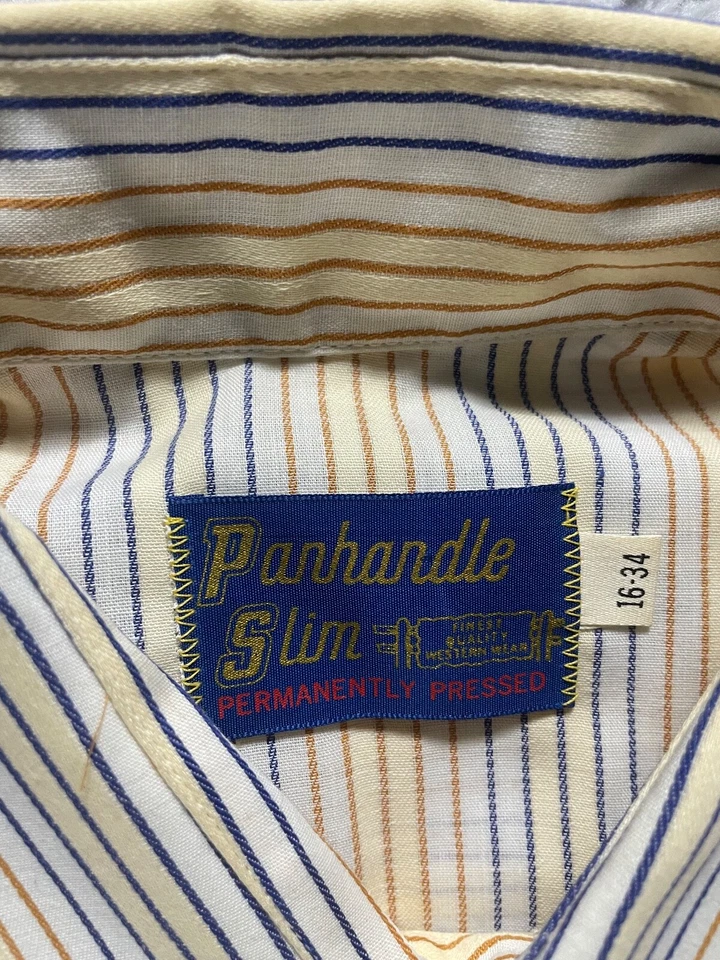 Panhandle
Slim
FINEST
QUALITY
WESTERN WEAR
PERMANENTLY PRESSED
16-34